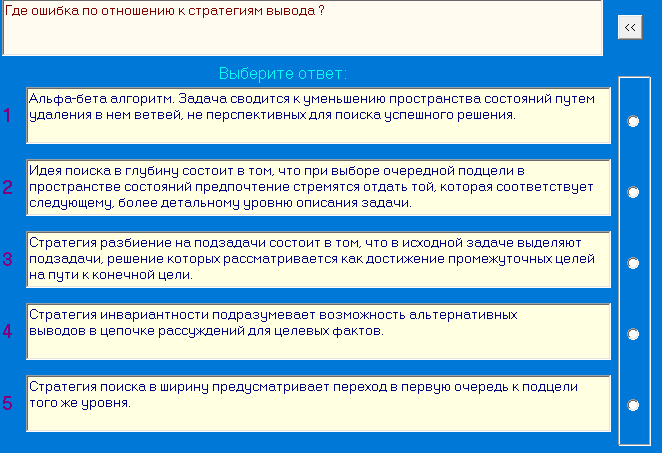 Где ошибка по отношению к стратегиям вывода ?
<<
Выберите ответ:
1
Альфа-бета алгоритм. Задача сводится к уменьшению пространства состояний путем
удаления в нем ветвей, не перспективных для поиска успешного решения.
2
Идея поиска в глубину состоит в том, что при выборе очередной подцели в
пространстве состояний предпочтение стремятся отдать той, которая соответствует
следующему, более детальному уровню описания задачи.
3
Стратегия разбиение на подзадачи состоит в том, что в исходной задаче выделяют
подзадачи, решение которых рассматривается как достижение промежуточных целей
на пути к конечной цели.
4
Стратегия инвариантности подразумевает возможность альтернативных
выводов в цепочке рассуждений для целевых фактов.
5
Стратегия поиска в ширину предусматривает переход в первую очередь к подцели
того же уровня.